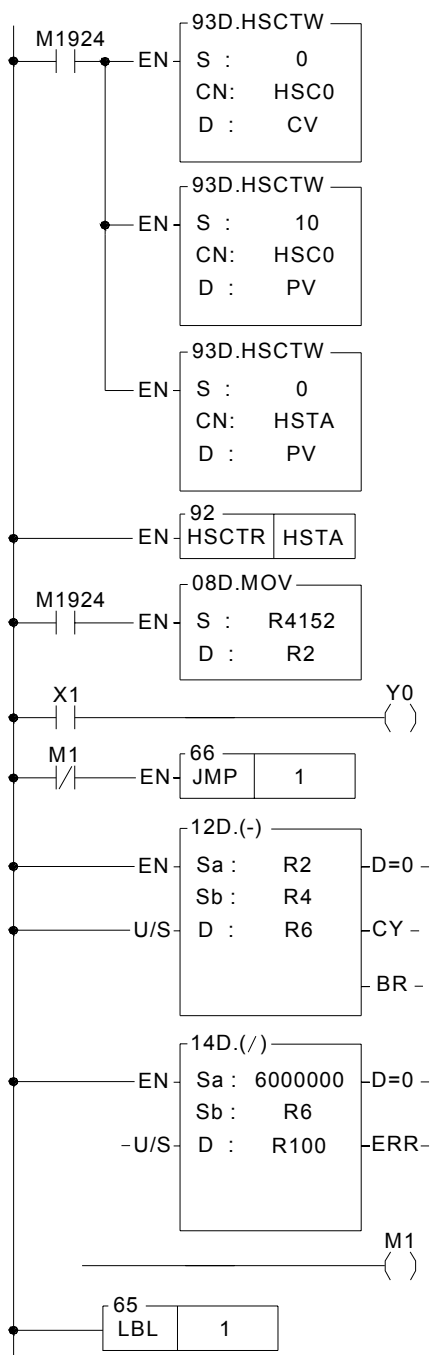 93D.HSCTW
M1924
EN S : 0
CN: HSC0
D : CV
93D.HSCTW
EN S : 10
CN: HSC0
D : PV
93D.HSCTW
EN S : 0
CN: HSTA
D : PV
92
EN HSCTR HSTA
08D.MOV
M1924
EN S : R4152
D : R2
X1 Y0
M1
66
EN JMP 1
12D.(-)
EN Sa : R2 D=0
Sb : R4
U/S D : R6 CY
BR
14D.(/)
EN Sa : 6000000 D=0
Sb : R6
U/S D : R100 ERR
M1
65
LBL 1